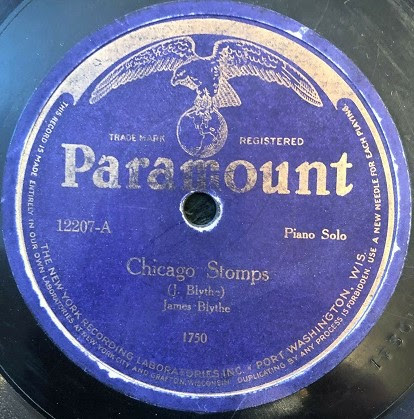 TRADE MARK REGISTERED
Paramount
12207-A Piano Solo
Chicago Stomps
(J. Blythe)
James Blythe
1750
THIS RECORD IS MADE ENTIRELY IN OUR OWN LABORATORIES AT NEW YORK CITY AND GRAFTON, WISCONSIN.
THE NEW YORK RECORDING LABORATORIES INC., PORT WASHINGTON, WIS.
USE A NEW NEEDLE FOR EACH PLAYING. DUPLICATING BY ANY PROCESS IS FORBIDDEN.